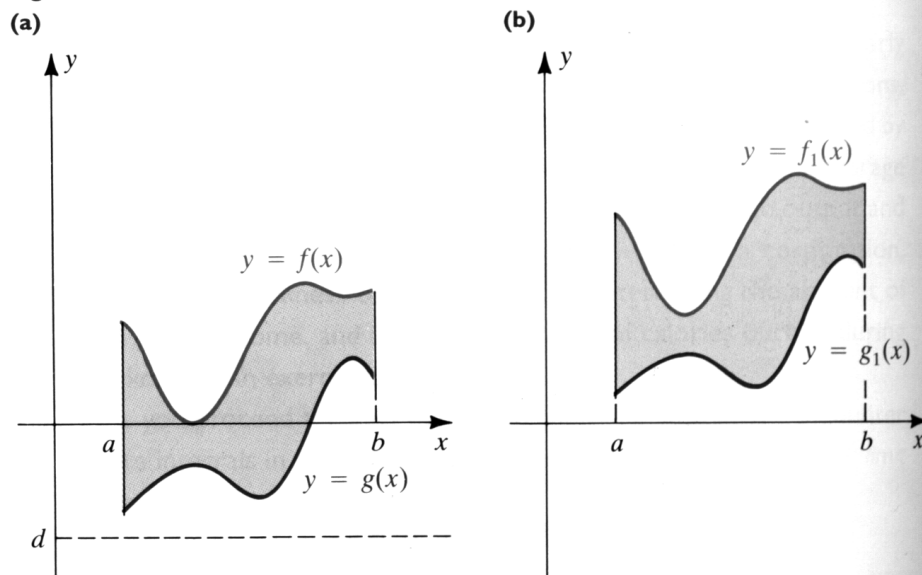 (a)
y
y = f(x)
a
b
x
y = g(x)
d
(b)
y
y = f₁(x)
y = g₁(x)
a
b
x